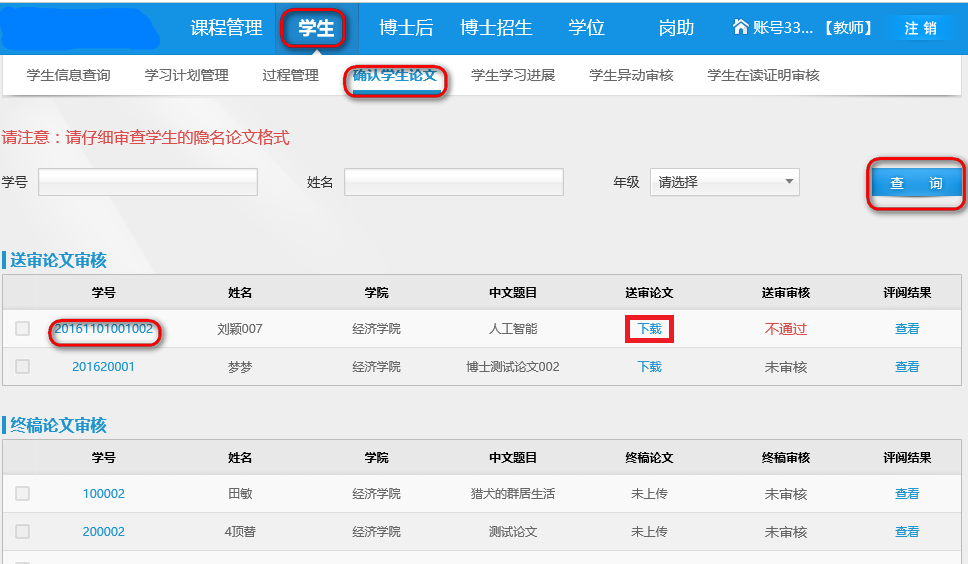 课程管理 学生 博士后 博士招生 学位 岗助 账号33... 【教师】 注 销
学生信息查询 学习计划管理 过程管理 确认学生论文 学生学习进展 学生异动审核 学生在读证明审核
请注意：请仔细审查学生的隐名论文格式
学号 姓名 年级 请选择 查 询
送审论文审核
学号 姓名 学院 中文题目 送审论文 送审审核 评阅结果
20161101001002 刘颖007 经济学院 人工智能 下载 不通过 查看
201620001 梦梦 经济学院 博士测试论文002 下载 未审核 查看
终稿论文审核
学号 姓名 学院 中文题目 终稿论文 终稿审核 评阅结果
100002 田敏 经济学院 猎犬的群居生活 未上传 未审核 查看
200002 4顶替 经济学院 测试论文 未上传 未审核 查看